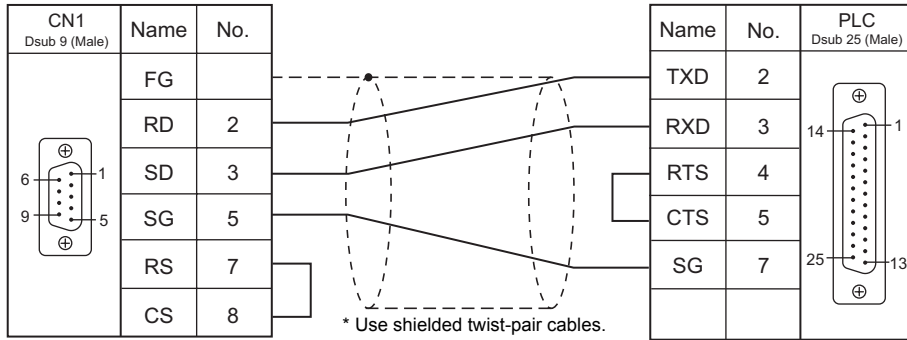 CN1
Dsub 9 (Male)
Name
No.
FG
RD
2
SD
3
SG
5
RS
7
CS
8
6
1
9
5
* Use shielded twist-pair cables.
Name
No.
PLC
Dsub 25 (Male)
TXD
2
RXD
3
RTS
4
CTS
5
SG
7
14
1
25
13